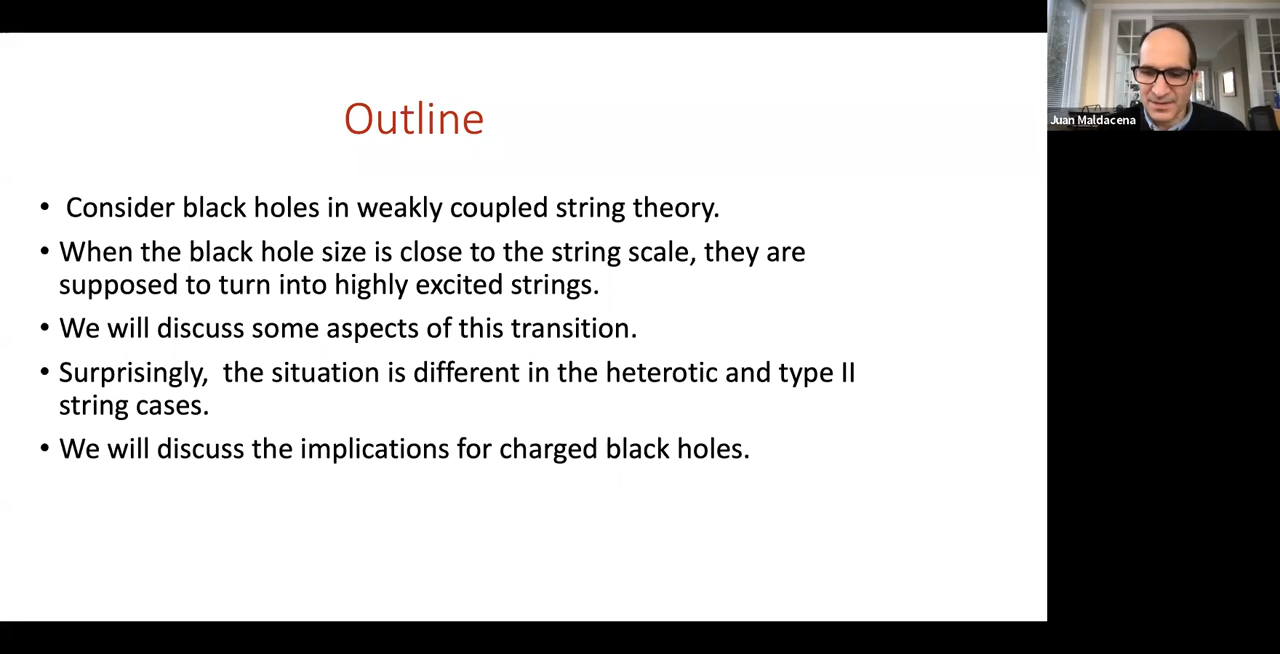 Outline
• Consider black holes in weakly coupled string theory.
• When the black hole size is close to the string scale, they are
supposed to turn into highly excited strings.
• We will discuss some aspects of this transition.
• Surprisingly, the situation is different in the heterotic and type II
string cases.
• We will discuss the implications for charged black holes.
Juan Maldacena